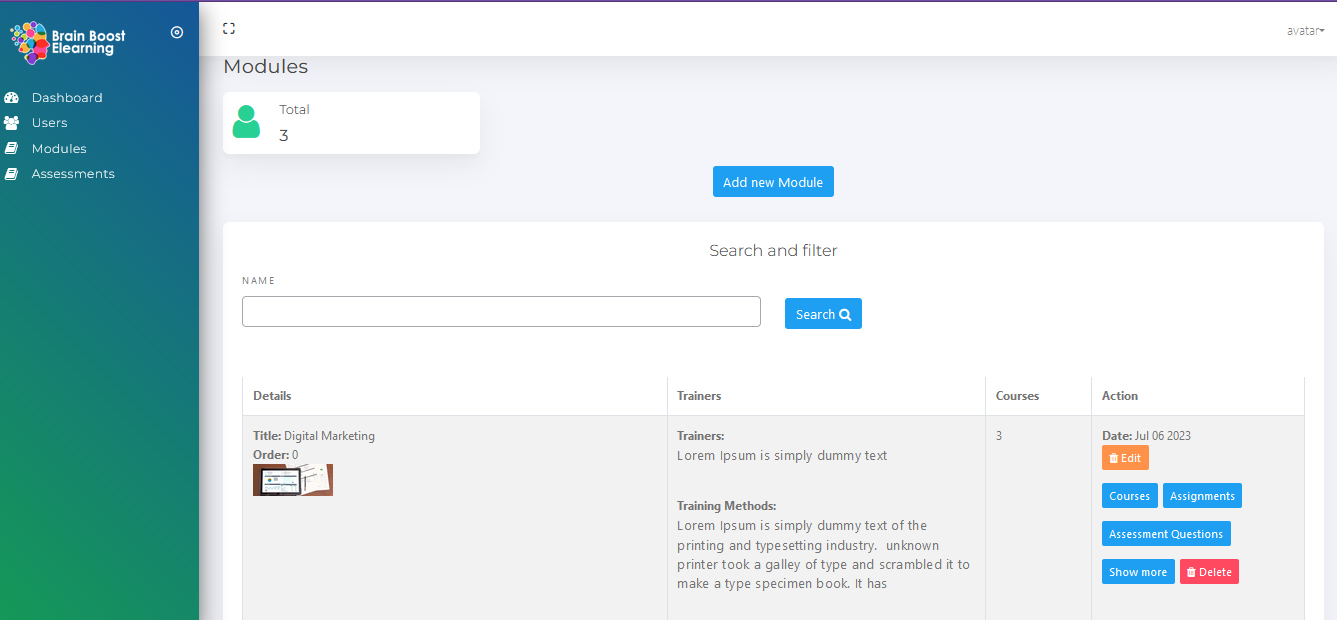 Brain Boost
Elearning
avatar
Dashboard
Users
Modules
Assessments
Modules
Total
3
Add new Module
Search and filter
NAME
Search
Details
Trainers
Courses
Action
Title: Digital Marketing
Order: 0
Trainers:
Lorem Ipsum is simply dummy text
Training Methods:
Lorem Ipsum is simply dummy text of the
printing and typesetting industry.  unknown
printer took a galley of type and scrambled it to
make a type specimen book. It has
3
Date: Jul 06 2023
Edit
Courses
Assignments
Assessment Questions
Show more
Delete